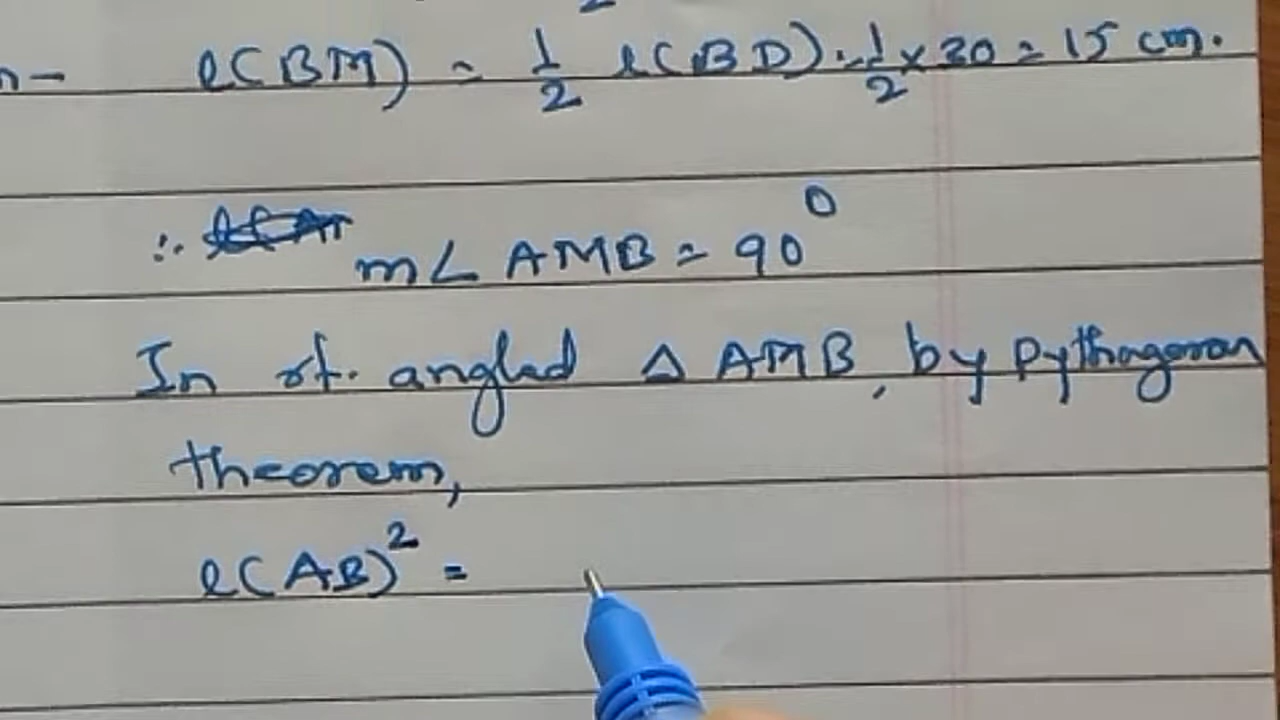 n- l(BM) = 1/2 l(BD) = 1/2 × 30 = 15 cm.
∴ m∠AMB = 90°
In rt. angled △ AMB, by Pythagoran
theorem,
l(AB)² =